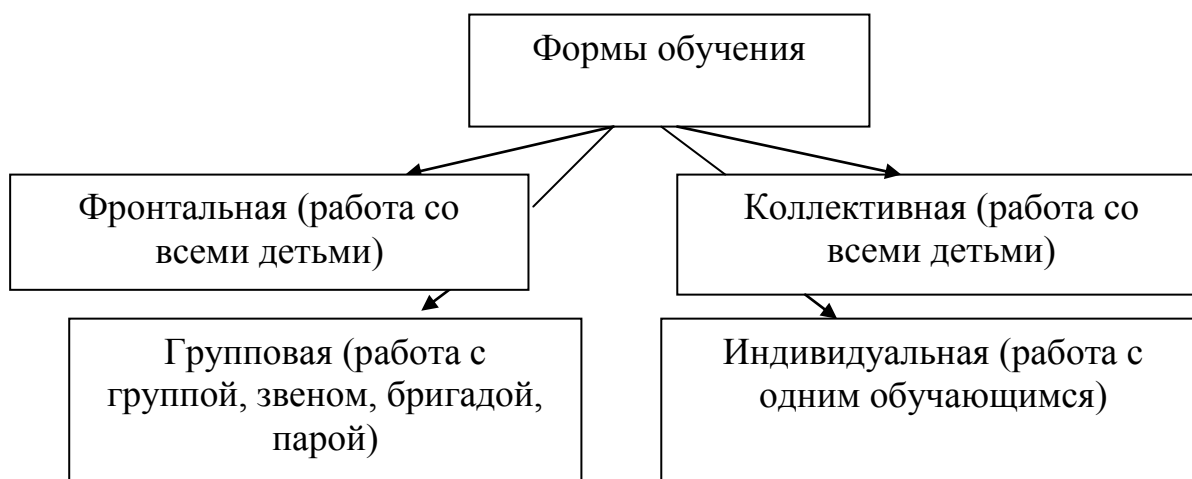 Формы обучения
Фронтальная (работа со
всеми детьми)
Коллективная (работа со
всеми детьми)
Групповая (работа с
группой, звеном, бригадой,
парой)
Индивидуальная (работа с
одним обучающимся)